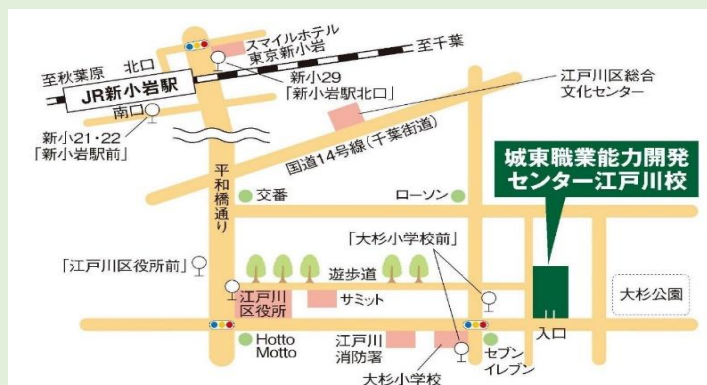 スマイルホテル
東京新小岩
至千葉
至秋葉原
北口
JR新小岩駅
新小29
「新小岩駅北口」
江戸川区総合
文化センター
南口
新小21・22
「新小岩駅前」
国道14号線(千葉街道)
城東職業能力開発
センター江戸川校
平和橋通り
交番
ローソン
「大杉小学校前」
「江戸川区役所前」
遊歩道
江戸川
区役所
サミット
大杉公園
Hotto
Motto
江戸川
消防署
セブン
イレブン
入口
大杉小学校